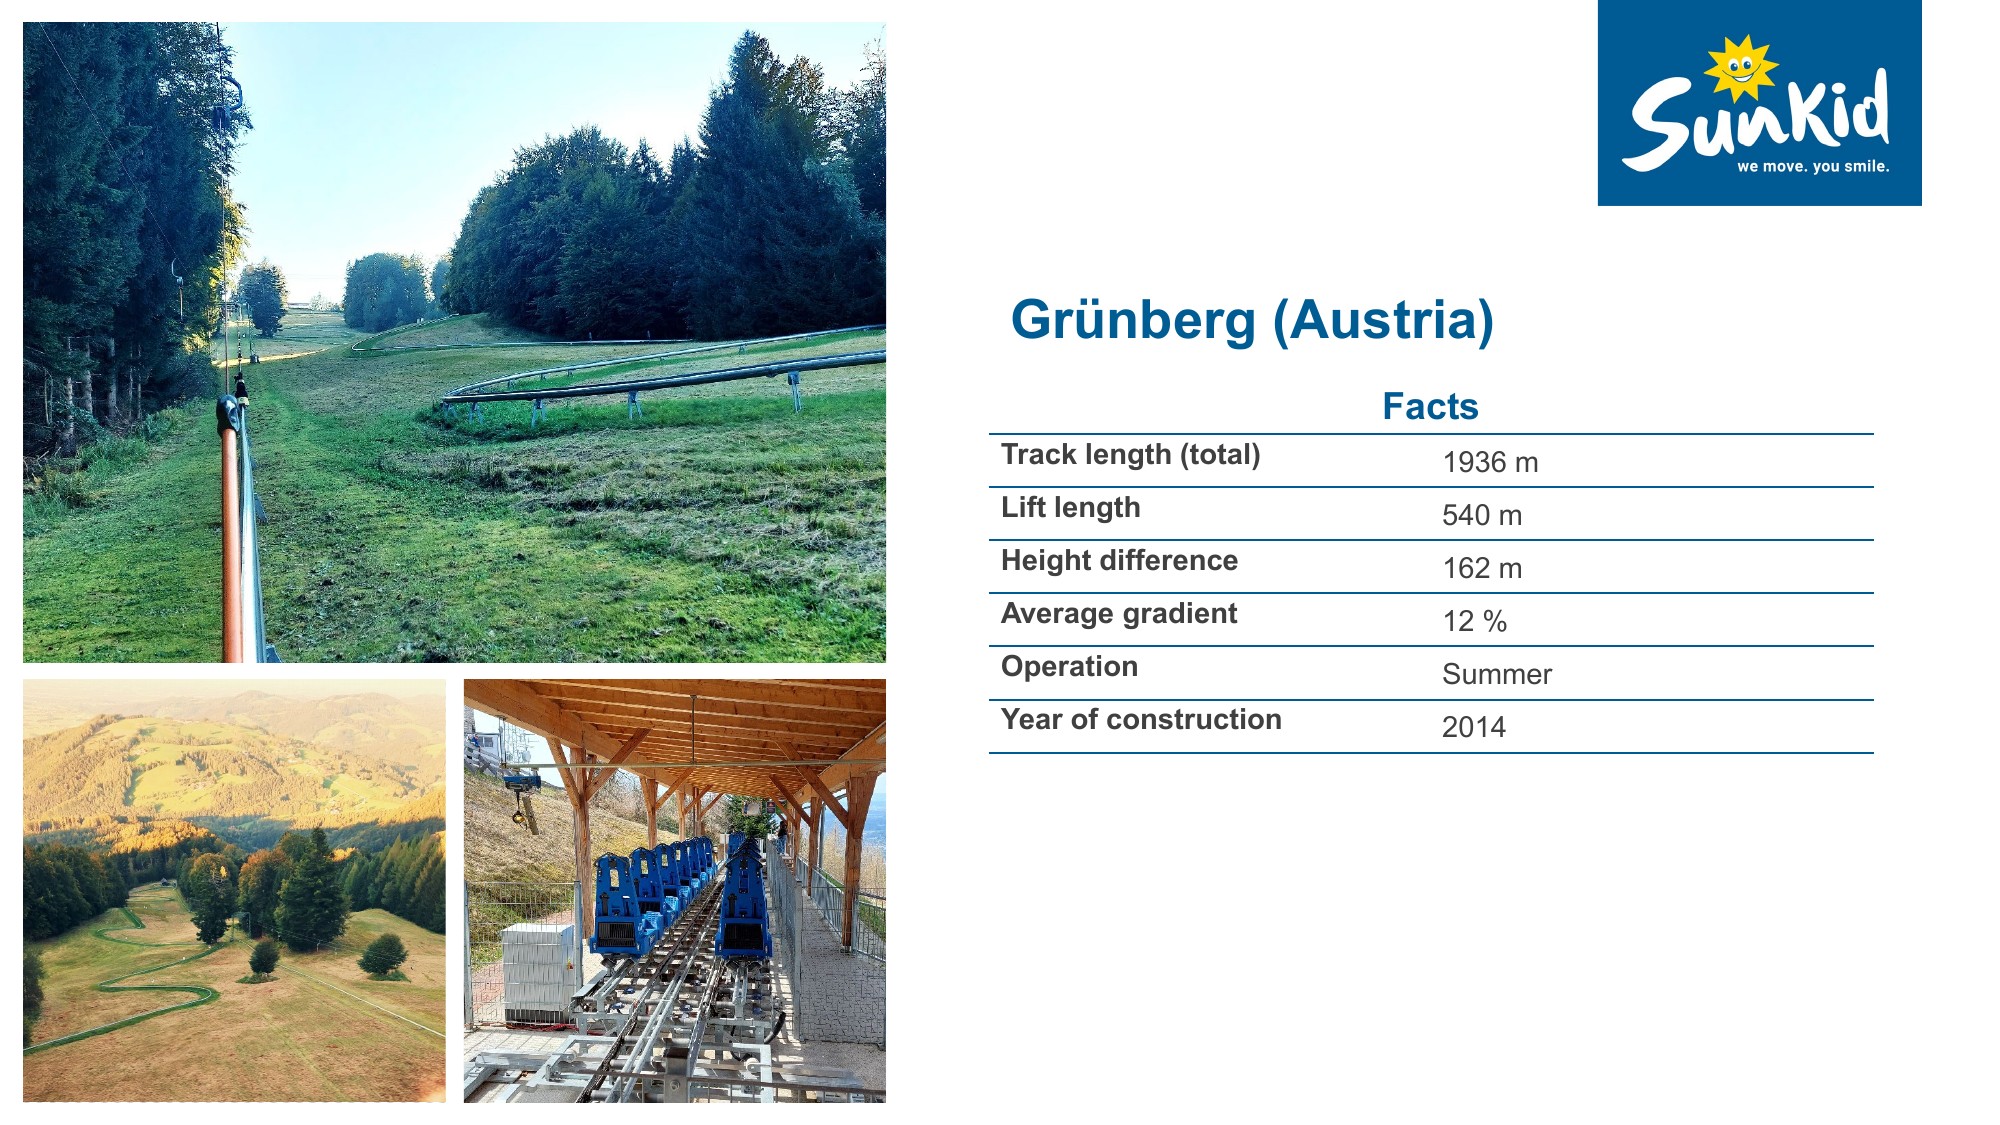 Sunkid
we move. you smile.
Grünberg (Austria)
Facts
Track length (total) 1936 m
Lift length 540 m
Height difference 162 m
Average gradient 12 %
Operation Summer
Year of construction 2014